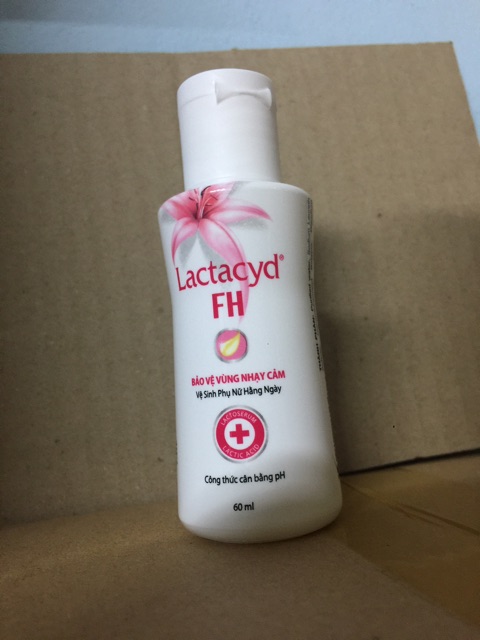 Lactacyd®
FH
BẢO VỆ VÙNG NHẠY CẢM
Vệ Sinh Phụ Nữ Hằng Ngày
LACTOSERUM
LACTIC ACID
Công thức cân bằng pH
60 ml